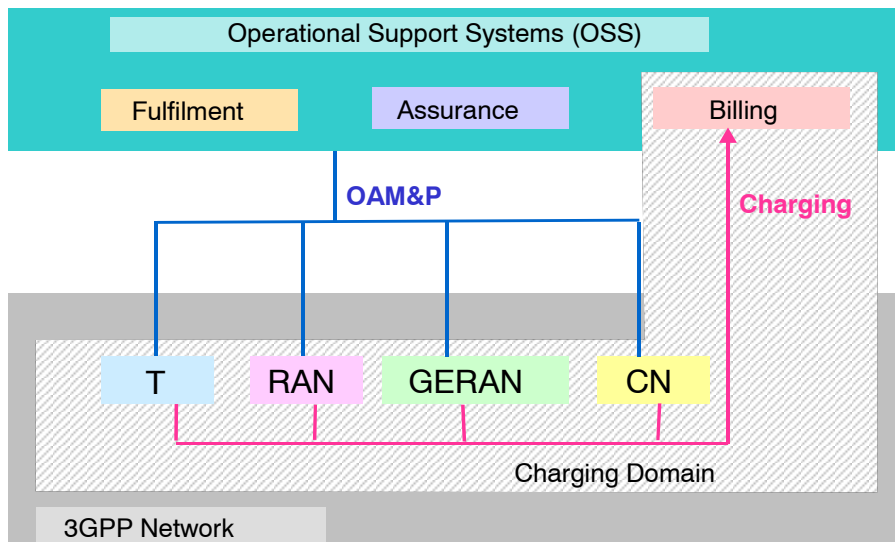 Operational Support Systems (OSS)
Fulfilment
Assurance
Billing
OAM&P
Charging
T
RAN
GERAN
CN
Charging Domain
3GPP Network